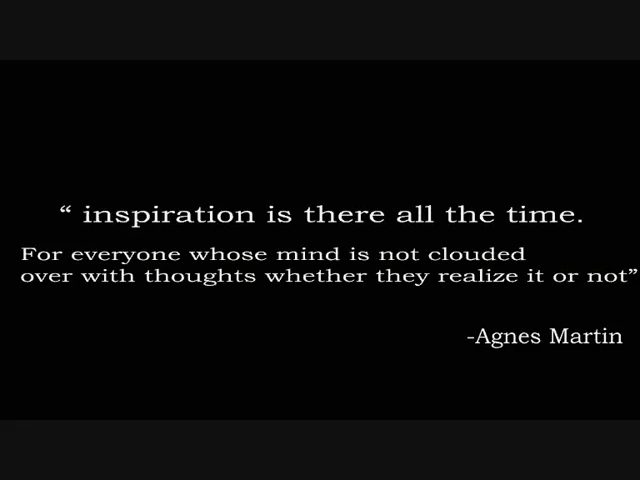 “ inspiration is there all the time.
For everyone whose mind is not clouded
over with thoughts whether they realize it or not”
-Agnes Martin